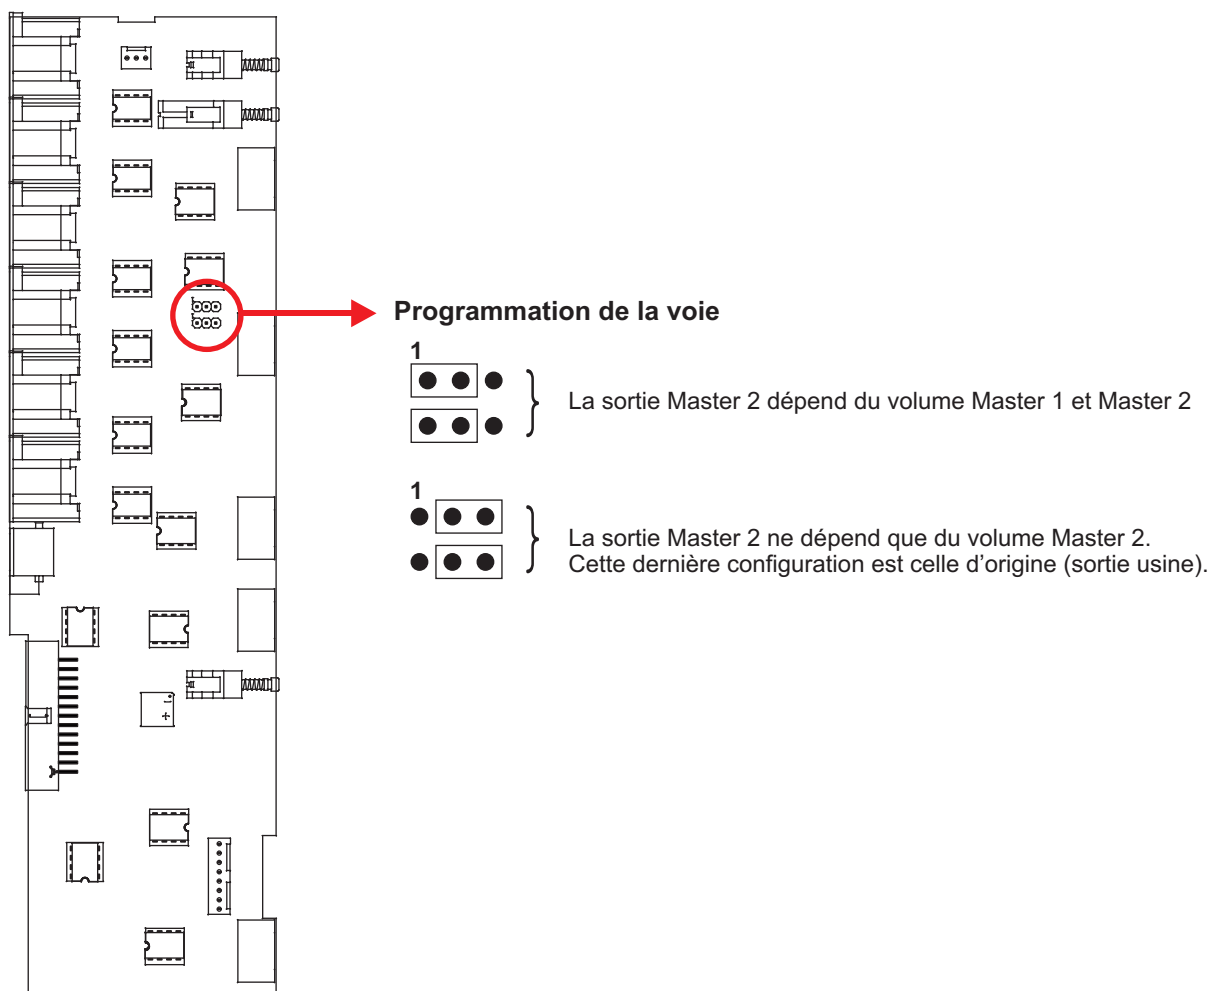 Programmation de la voie
1
La sortie Master 2 dépend du volume Master 1 et Master 2
1
La sortie Master 2 ne dépend que du volume Master 2.
Cette dernière configuration est celle d’origine (sortie usine).